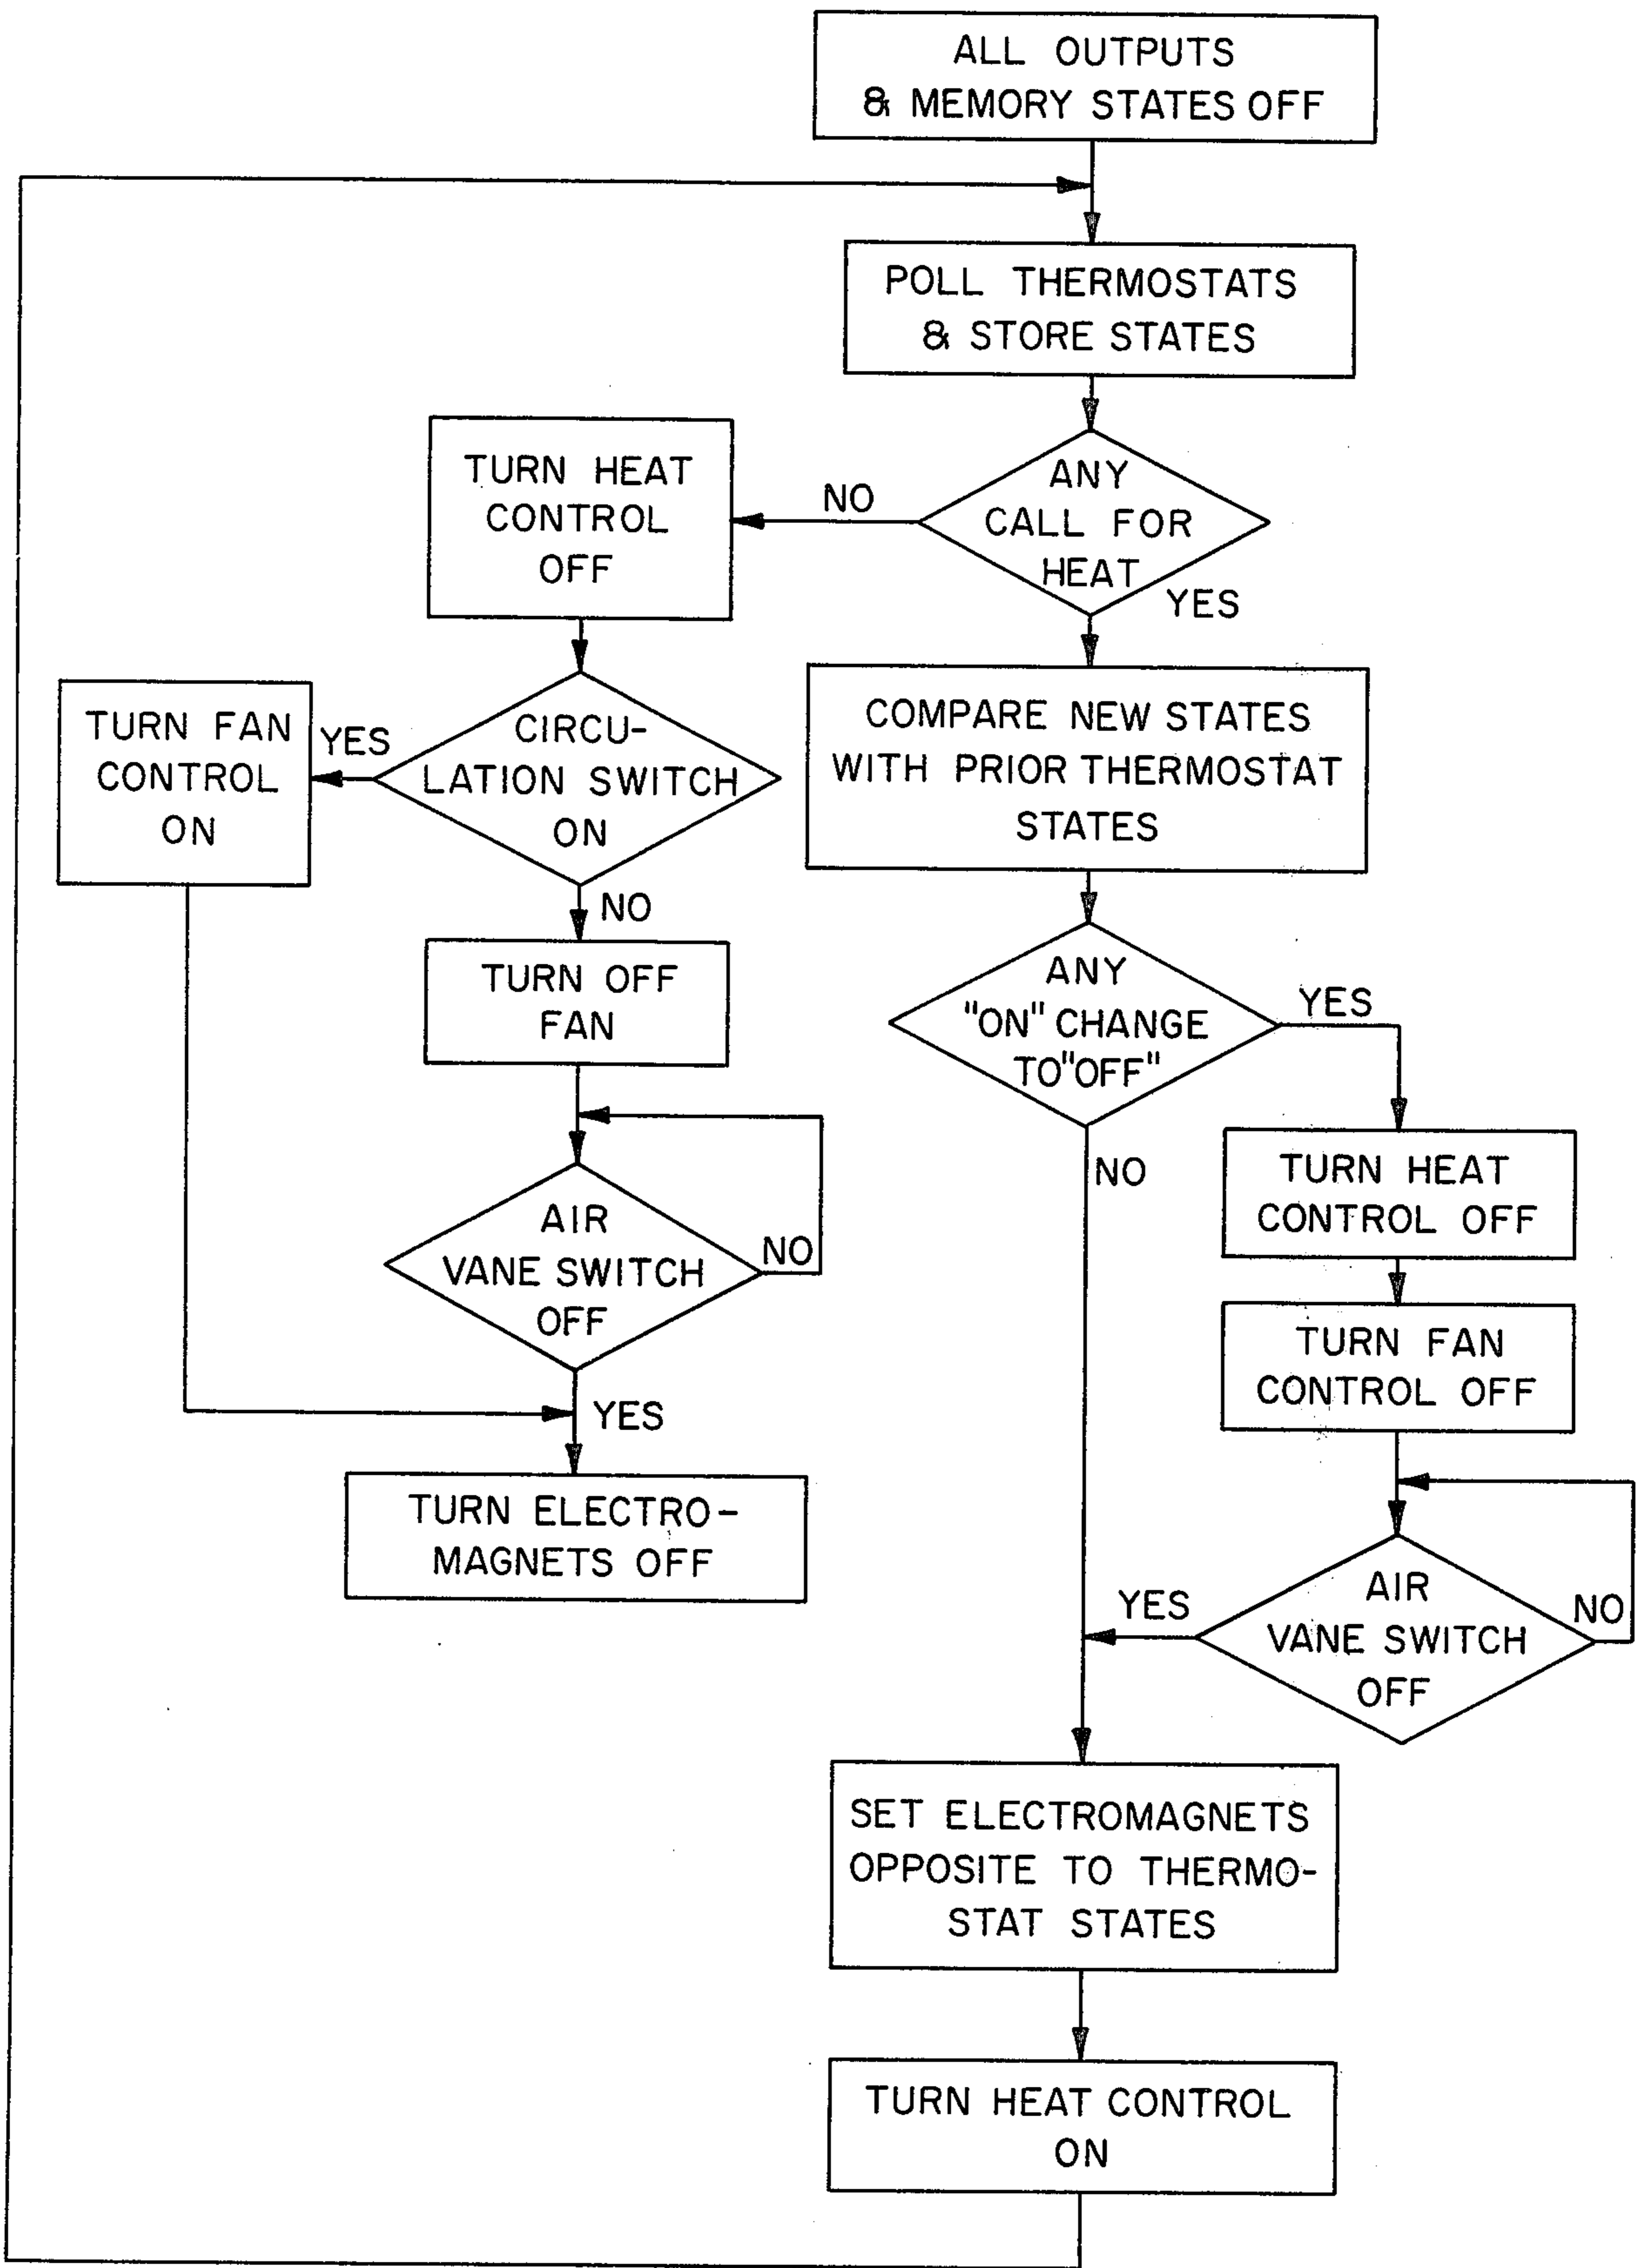 ALL OUTPUTS
& MEMORY STATES OFF
POLL THERMOSTATS
& STORE STATES
ANY
CALL FOR
HEAT
NO
YES
TURN HEAT
CONTROL
OFF
CIRCU-
LATION SWITCH
ON
YES
NO
TURN FAN
CONTROL
ON
TURN OFF
FAN
AIR
VANE SWITCH
OFF
NO
YES
TURN ELECTRO-
MAGNETS OFF
COMPARE NEW STATES
WITH PRIOR THERMOSTAT
STATES
ANY
"ON" CHANGE
TO "OFF"
YES
NO
TURN HEAT
CONTROL OFF
TURN FAN
CONTROL OFF
AIR
VANE SWITCH
OFF
NO
YES
SET ELECTROMAGNETS
OPPOSITE TO THERMO-
STAT STATES
TURN HEAT CONTROL
ON